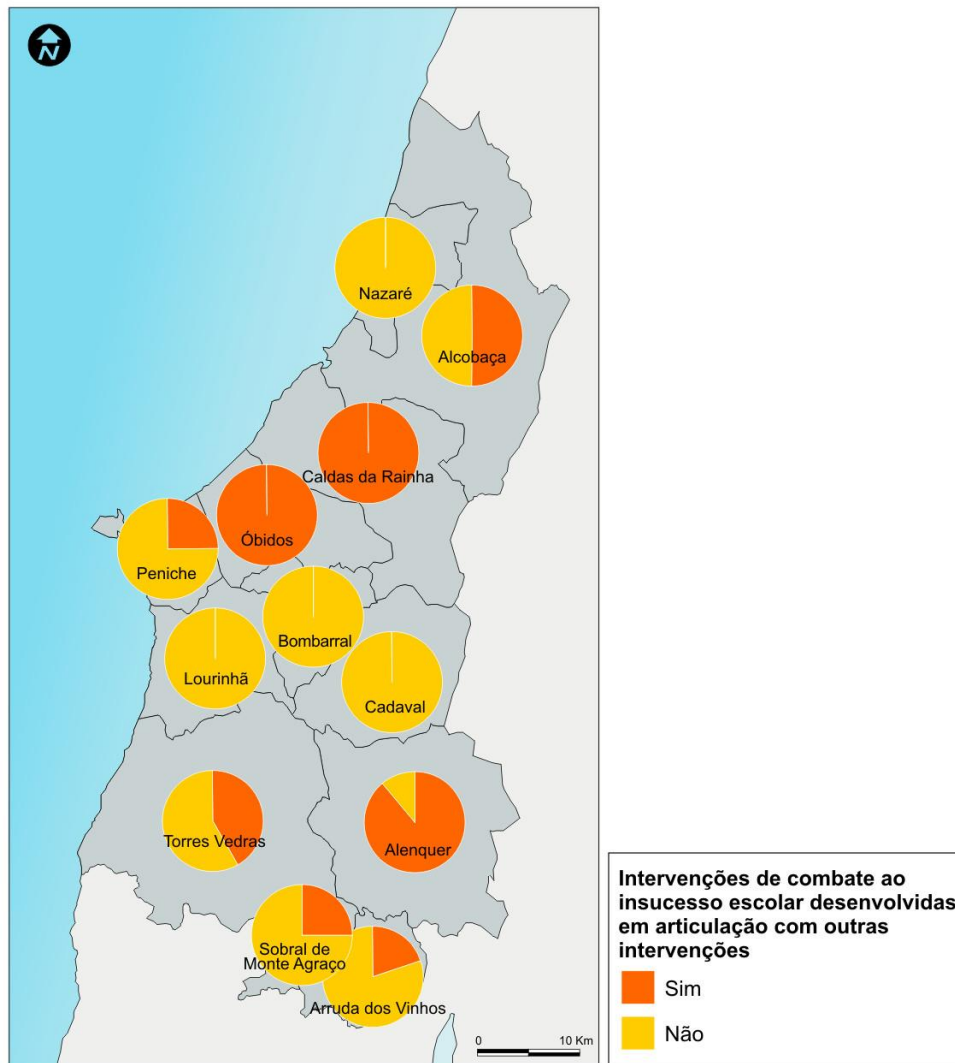 N
Nazaré
Alcobaça
Caldas da Rainha
Óbidos
Peniche
Bombarral
Lourinhã
Cadaval
Torres Vedras
Alenquer
Sobral de
Monte Agraço
Arruda dos Vinhos
0 10 Km
Intervenções de combate ao
insucesso escolar desenvolvidas
em articulação com outras
intervenções
Sim
Não